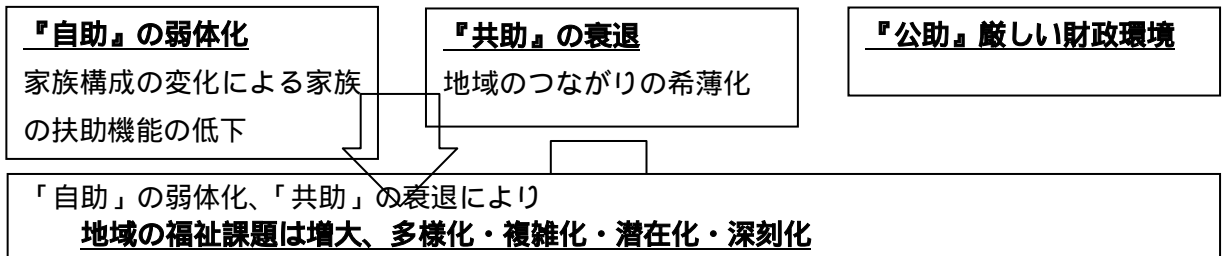 『自助』の弱体化
家族構成の変化による家族
の扶助機能の低下
『共助』の衰退
地域のつながりの希薄化
『公助』厳しい財政環境
「自助」の弱体化、「共助」の衰退により
地域の福祉課題は増大、多様化・複雑化・潜在化・深刻化